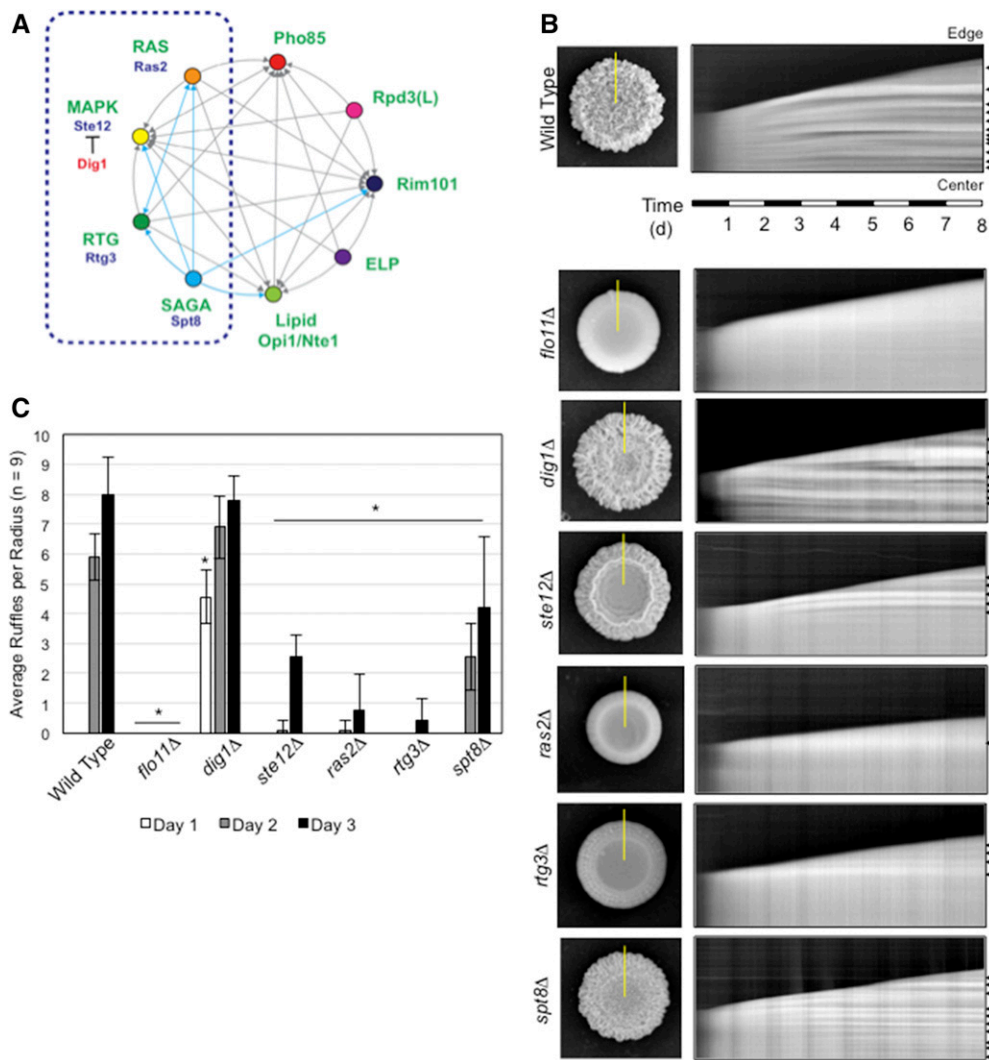 A
RAS
Ras2
Pho85
MAPK
Ste12
Dig1
Rpd3(L)
Rim101
RTG
Rtg3
ELP
SAGA
Spt8
Lipid
Opi1/Nte1
B
Wild Type
Edge
Center
Time
(d)
1 2 3 4 5 6 7 8
flo11Δ
dig1Δ
ste12Δ
ras2Δ
rtg3Δ
spt8Δ
C
Average Ruffles per Radius (n = 9)
10
9
8
7
6
5
4
3
2
1
0
*
*
*
Wild Type
flo11Δ
dig1Δ
ste12Δ
ras2Δ
rtg3Δ
spt8Δ
Day 1 Day 2 Day 3